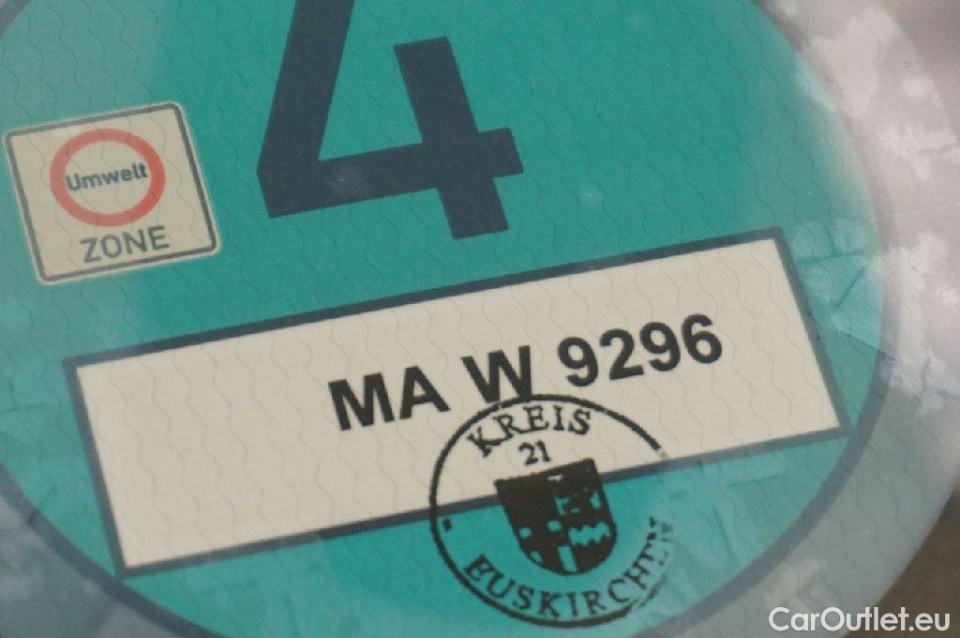 4
Umwelt
ZONE
MA W 9296
KREIS
21
EUSKIRCHEN
CarOutlet.eu